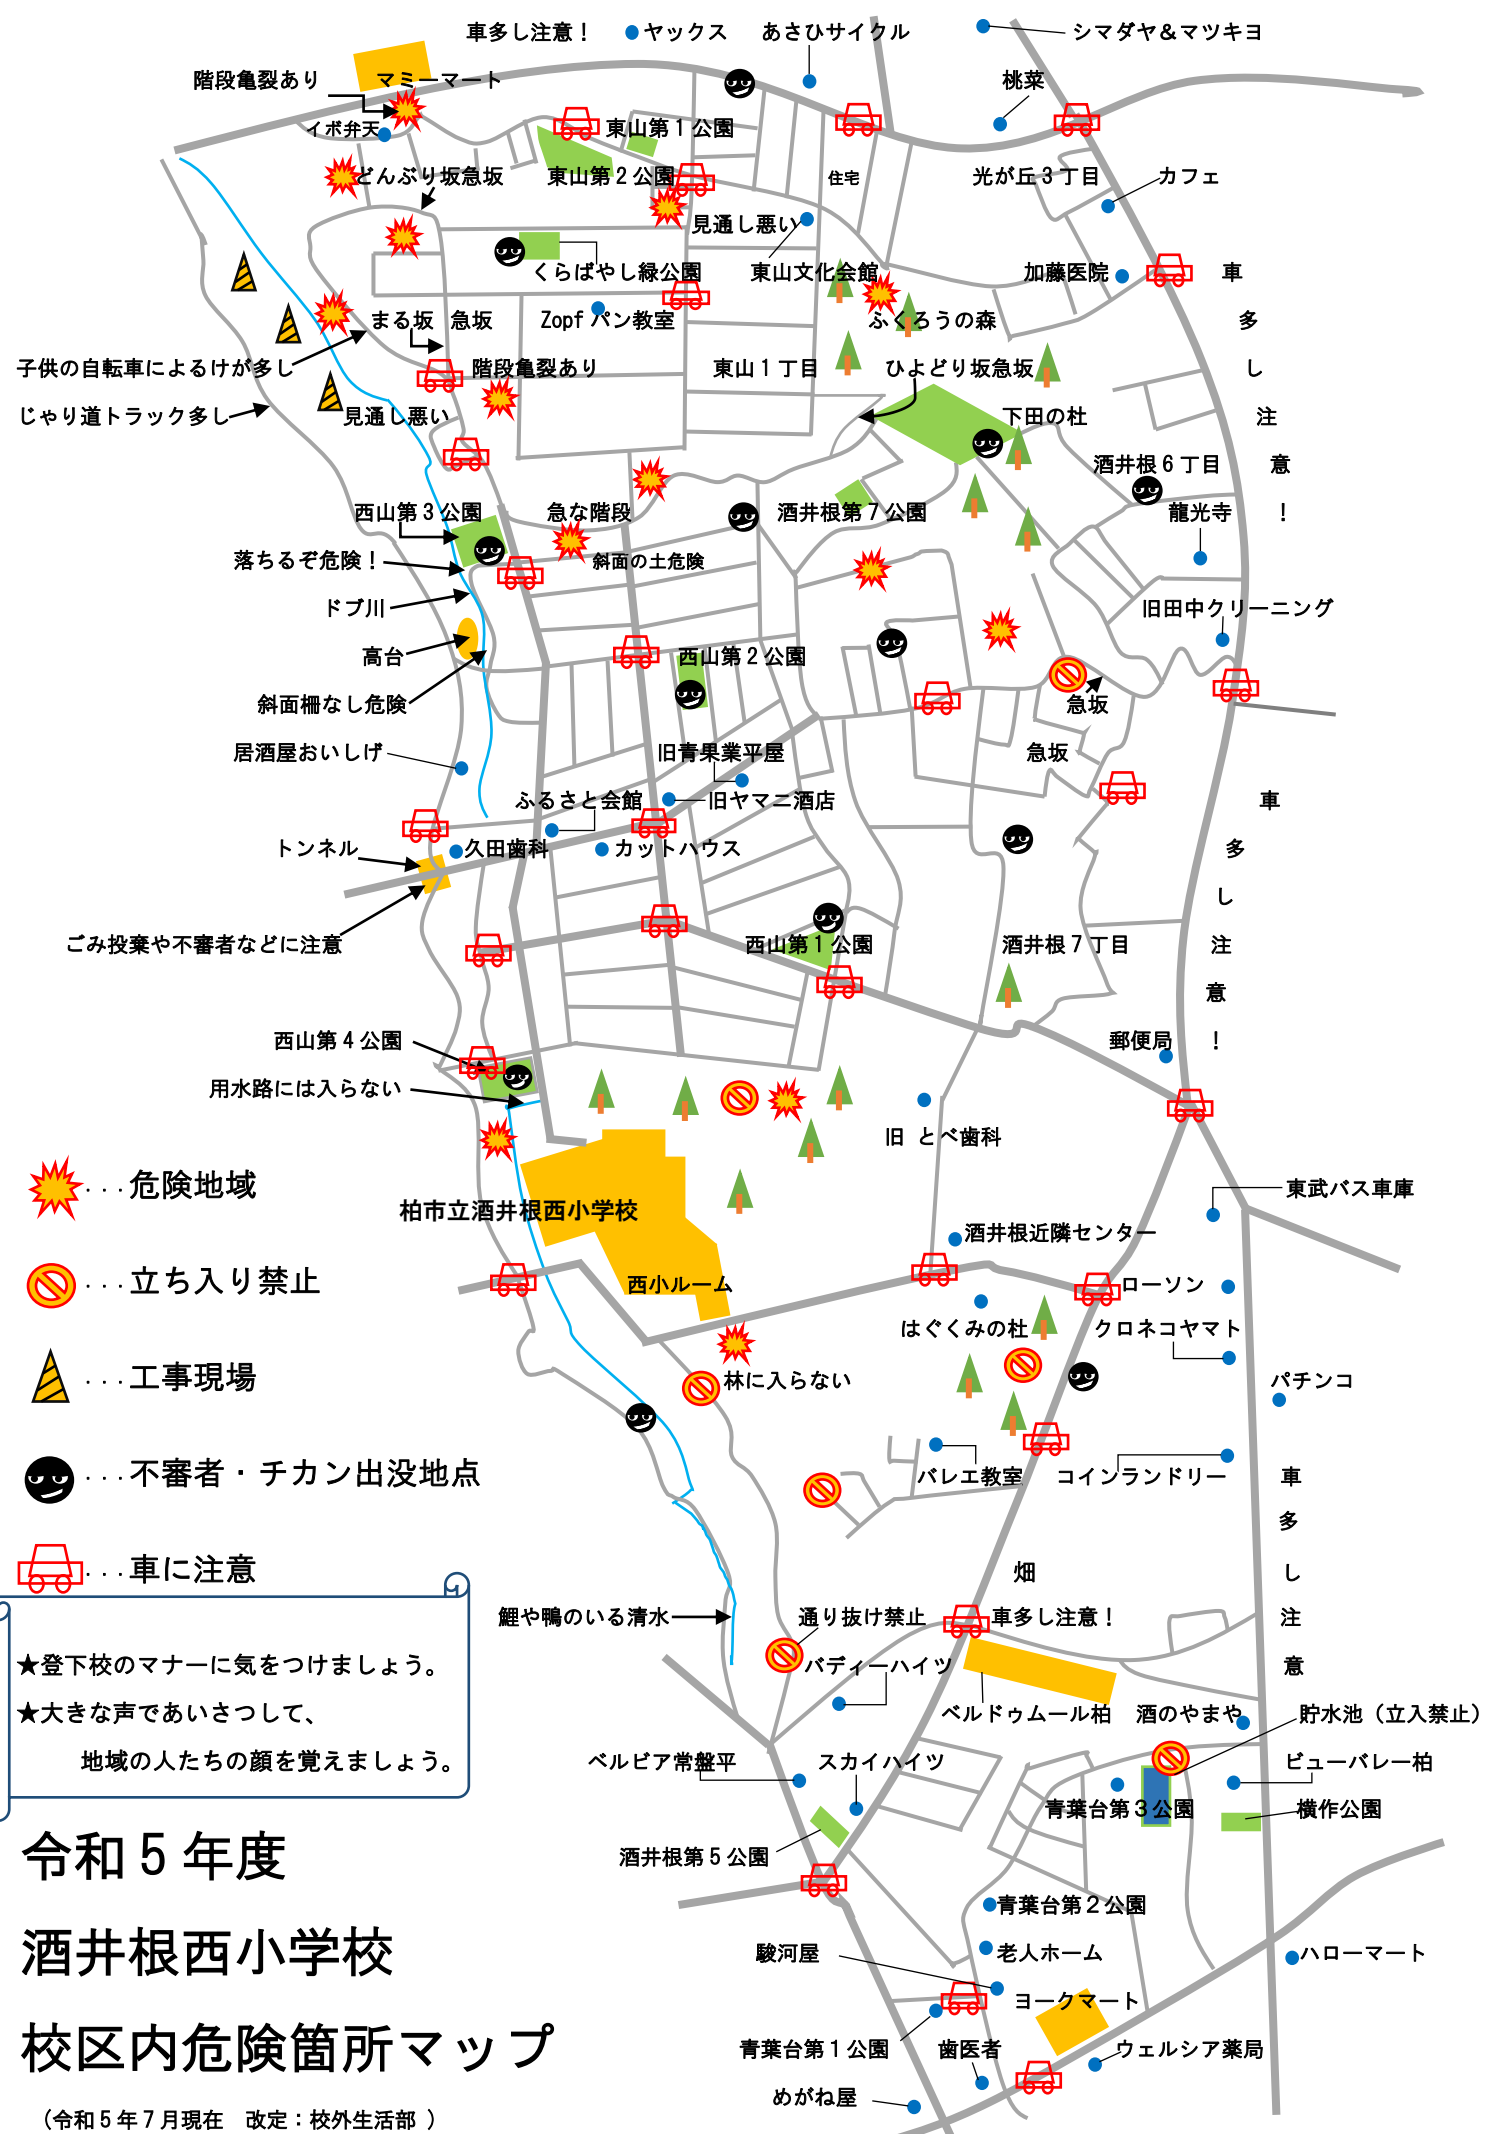 車多し注意！
ヤックス
あさひサイクル
シマダヤ＆マツキヨ
階段亀裂あり
マミーマート
桃菜
イボ弁天
東山第１公園
どんぶり坂急坂
東山第２公園
住宅
光が丘３丁目
カフェ
見通し悪い
くらばやし緑公園
東山文化会館
加藤医院
車多し注意！
まる坂
急坂
Zopf パン教室
ふくろうの森
子供の自転車によるけが多し
階段亀裂あり
東山１丁目
ひよどり坂急坂
じゃり道トラック多し
見通し悪い
下田の杜
酒井根６丁目
西山第３公園
急な階段
酒井根第７公園
龍光寺
落ちるぞ危険！
斜面の土危険
ドブ川
旧田中クリーニング
高台
西山第２公園
斜面柵なし危険
急坂
居酒屋おいしげ
旧青果業平屋
急坂
ふるさと会館
旧ヤマニ酒店
車多し注意！
トンネル
久田歯科
カットハウス
ごみ投棄や不審者などに注意
西山第１公園
酒井根７丁目
西山第４公園
郵便局
用水路には入らない
旧 とべ歯科
危険地域
柏市立酒井根西小学校
東武バス車庫
酒井根近隣センター
立ち入り禁止
西小ルーム
ローソン
はぐくみの杜
クロネコヤマト
工事現場
林に入らない
パチンコ
不審者・チカン出没地点
バレエ教室
コインランドリー
車多し注意
車に注意
畑
鯉や鴨のいる清水
通り抜け禁止
車多し注意！
★登下校のマナーに気をつけましょう。
バディーハイツ
★大きな声であいさつして、
ベルドゥムール柏
酒のやまや
貯水池（立入禁止）
地域の人たちの顔を覚えましょう。
ベルビア常盤平
スカイハイツ
ビューバレー柏
青葉台第３公園
横作公園
令和５年度
酒井根第５公園
青葉台第２公園
酒井根西小学校
駿河屋
老人ホーム
ハローマート
ヨークマート
校区内危険箇所マップ
青葉台第１公園
歯医者
ウェルシア薬局
めがね屋
（令和５年７月現在　改定：校外生活部 ）